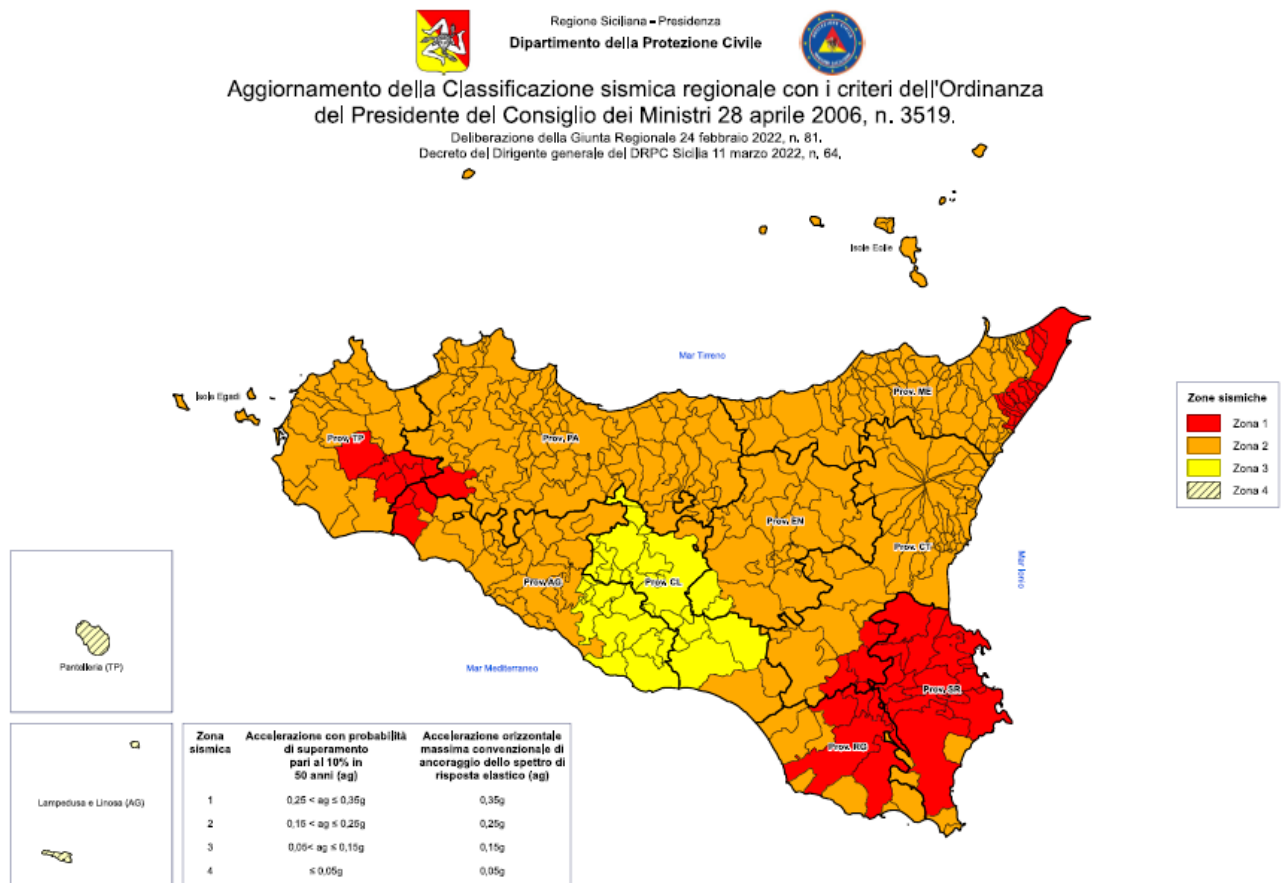 Regione Siciliana - Presidenza
Dipartimento della Protezione Civile
Aggiornamento della Classificazione sismica regionale con i criteri dell'Ordinanza
del Presidente del Consiglio dei Ministri 28 aprile 2006, n. 3519.
Deliberazione della Giunta Regionale 24 febbraio 2022, n. 81.
Decreto del Dirigente generale del DRPC Sicilia 11 marzo 2022, n. 64.
Isole Eolie
Mar Tirreno
Isole Egadi
Prov. ME
Prov. TP
Prov. PA
Prov. EN
Prov. CT
Prov. AG
Prov. CL
Mar Ionio
Mar Mediterraneo
Prov. SR
Prov. RG
Zone sismiche
Zona 1
Zona 2
Zona 3
Zona 4
Pantelleria (TP)
Lampedusa e Linosa (AG)
Zona sismica
Accelerazione con probabilità
di superamento
pari al 10% in
50 anni (ag)
Accelerazione orizzontale
massima convenzionale di
ancoraggio dello spettro di
risposta elastico (ag)
1 0,25 < ag ≤ 0,35g 0,35g
2 0,15 < ag ≤ 0,25g 0,25g
3 0,05< ag ≤ 0,15g 0,15g
4 ≤ 0,05g 0,05g